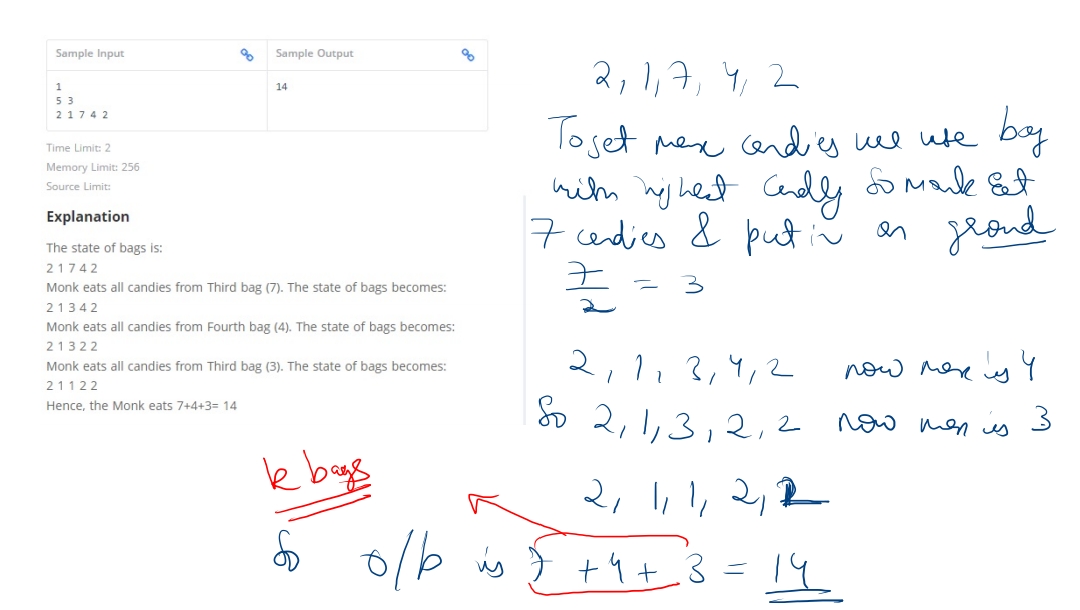 Sample Input
Sample Output
1
14
5 3
2 1 7 4 2
Time Limit: 2
Memory Limit: 256
Source Limit:
Explanation
The state of bags is:
2 1 7 4 2
Monk eats all candies from Third bag (7). The state of bags becomes:
2 1 3 4 2
Monk eats all candies from Fourth bag (4). The state of bags becomes:
2 1 3 2 2
Monk eats all candies from Third bag (3). The state of bags becomes:
2 1 1 2 2
Hence, the Monk eats 7+4+3= 14
2, 1, 7, 4, 2
To get max candies we use bag
with highest candy So Monk Eat
7 candies & put in on grond
7/2 = 3
2, 1, 3, 4, 2 now max is 4
So 2, 1, 3, 2, 2 now max is 3
k bags
2, 1, 1, 2, 2
So o/p is 7 + 4 + 3 = 14